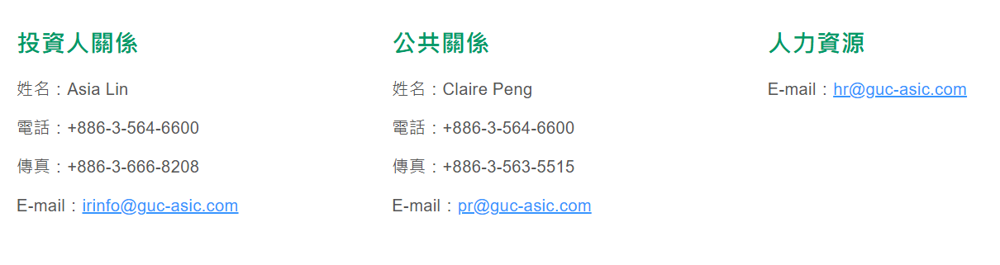 投資人關係
姓名：Asia Lin
電話：+886-3-564-6600
傳真：+886-3-666-8208
E-mail：irinfo@guc-asic.com
公共關係
姓名：Claire Peng
電話：+886-3-564-6600
傳真：+886-3-563-5515
E-mail：pr@guc-asic.com
人力資源
E-mail：hr@guc-asic.com